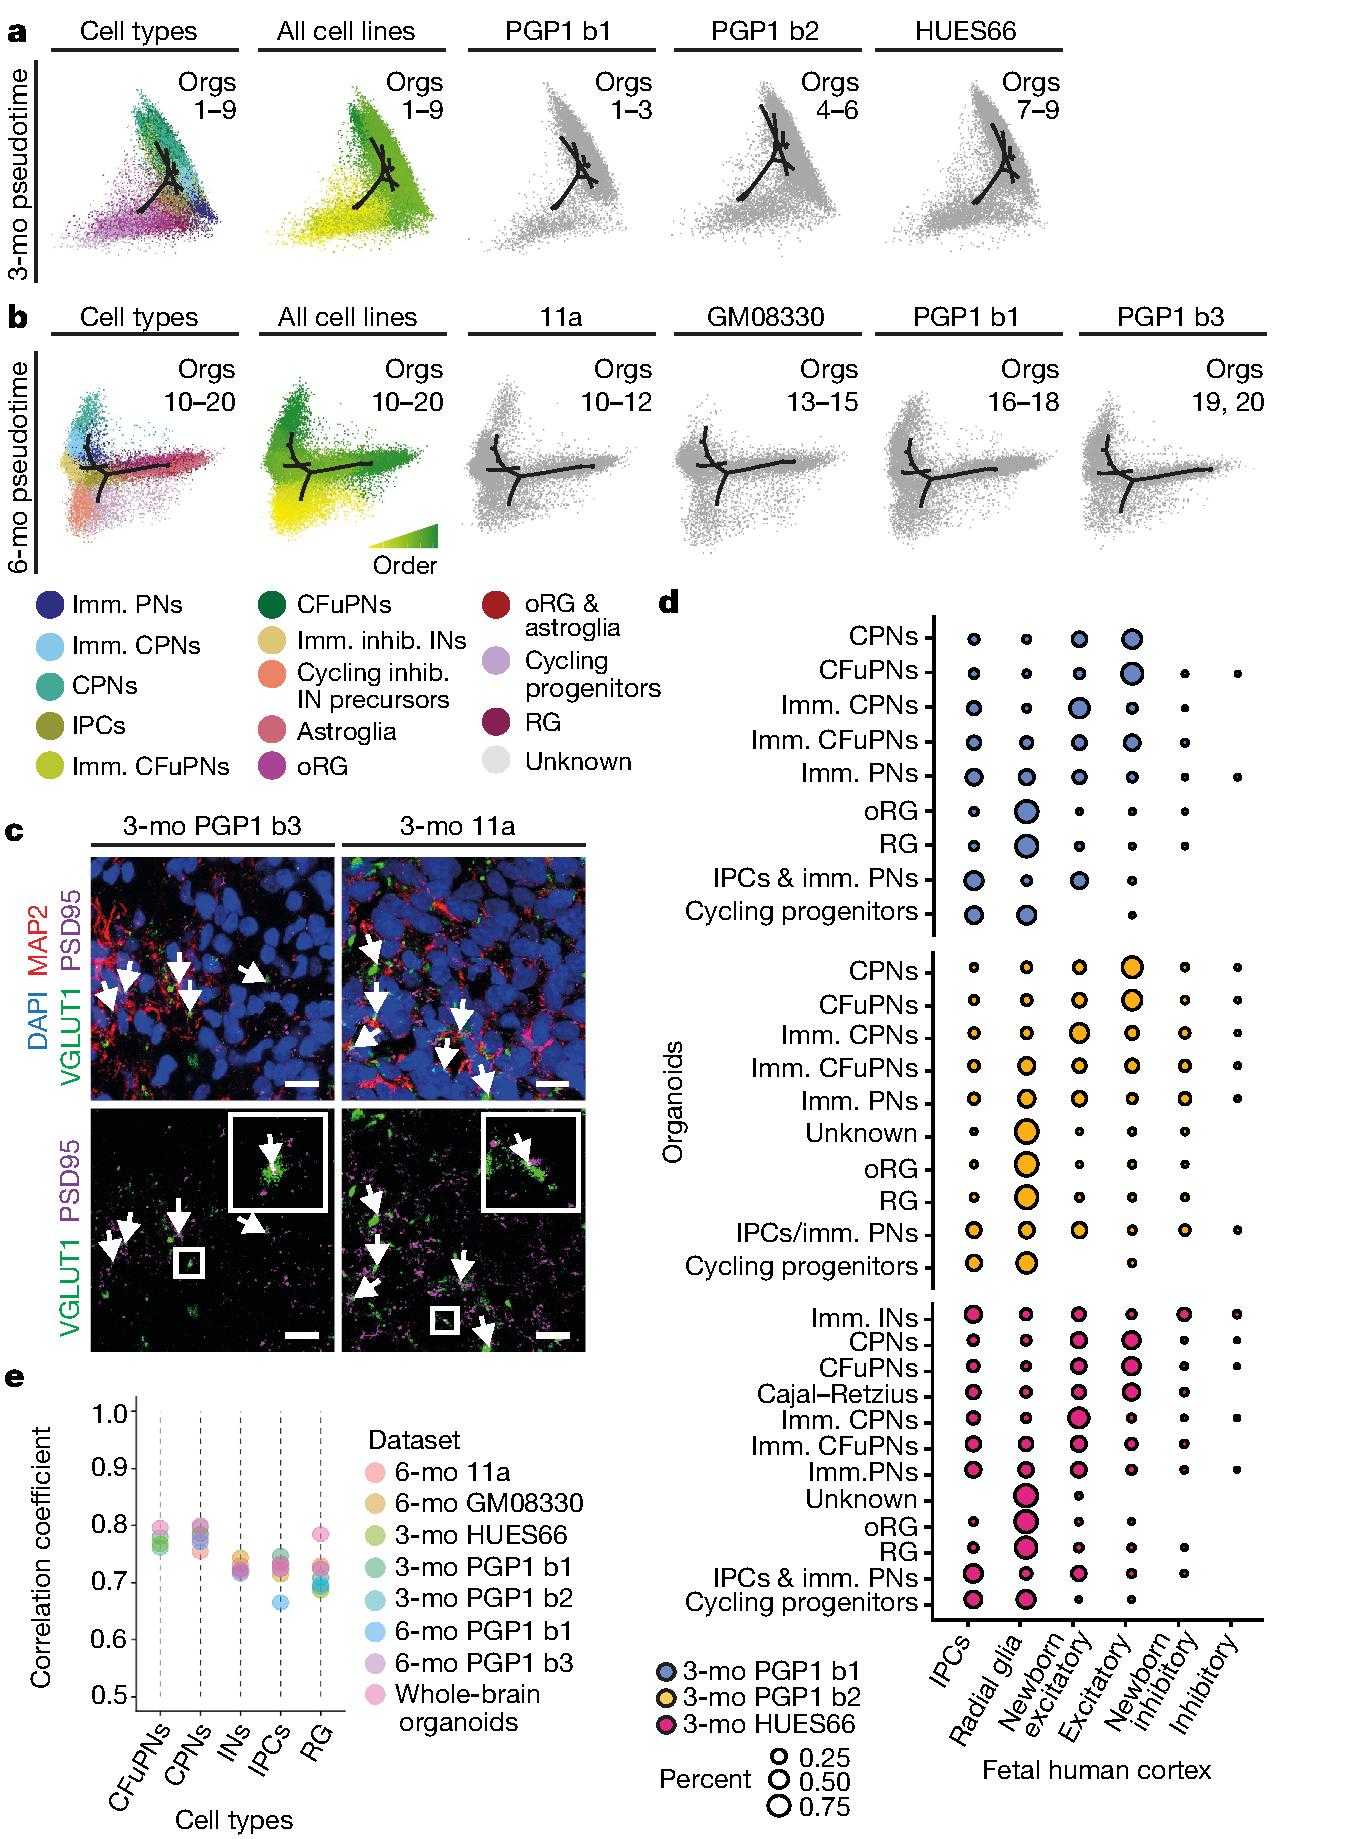 a
Cell types
All cell lines
PGP1 b1
PGP1 b2
HUES66
3-mo pseudotime
Orgs
1–9
Orgs
1–9
Orgs
1–3
Orgs
4–6
Orgs
7–9
b
Cell types
All cell lines
11a
GM08330
PGP1 b1
PGP1 b3
6-mo pseudotime
Orgs
10–20
Orgs
10–20
Orgs
10–12
Orgs
13–15
Orgs
16–18
Orgs
19, 20
Order
Imm. PNs
Imm. CPNs
CPNs
IPCs
Imm. CFuPNs
CFuPNs
Imm. inhib. INs
Cycling inhib.
IN precursors
Astroglia
oRG
oRG &
astroglia
Cycling
progenitors
RG
Unknown
c
3-mo PGP1 b3
3-mo 11a
DAPI MAP2
VGLUT1 PSD95
VGLUT1 PSD95
d
Organoids
CPNs
CFuPNs
Imm. CPNs
Imm. CFuPNs
Imm. PNs
oRG
RG
IPCs & imm. PNs
Cycling progenitors
CPNs
CFuPNs
Imm. CPNs
Imm. CFuPNs
Imm. PNs
Unknown
oRG
RG
IPCs/imm. PNs
Cycling progenitors
Imm. INs
CPNs
CFuPNs
Cajal–Retzius
Imm. CPNs
Imm. CFuPNs
Imm.PNs
Unknown
oRG
RG
IPCs & imm. PNs
Cycling progenitors
IPCs
Radial glia
Newborn
excitatory
Excitatory
Newborn
inhibitory
Inhibitory
Fetal human cortex
3-mo PGP1 b1
3-mo PGP1 b2
3-mo HUES66
Percent
0.25
0.50
0.75
e
Correlation coefficient
1.0
0.9
0.8
0.7
0.6
0.5
CFuPNs
CPNs
INs
IPCs
RG
Cell types
Dataset
6-mo 11a
6-mo GM08330
3-mo HUES66
3-mo PGP1 b1
3-mo PGP1 b2
6-mo PGP1 b1
6-mo PGP1 b3
Whole-brain
organoids